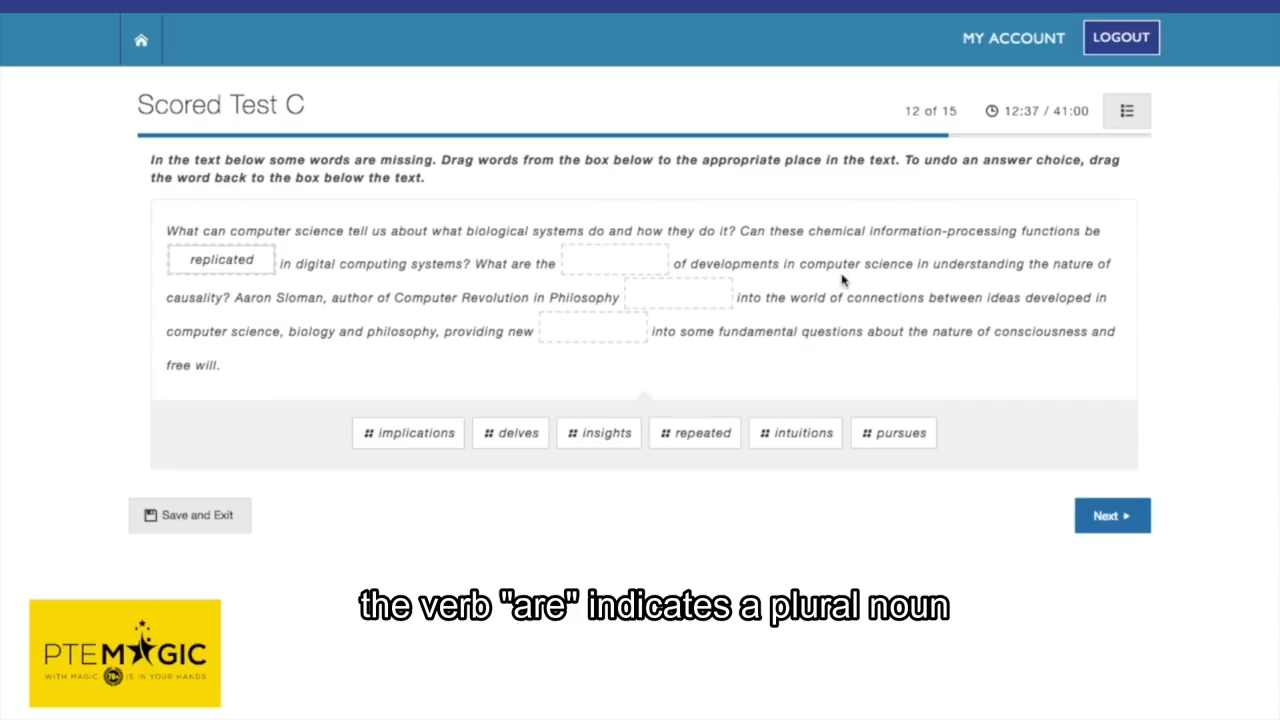 MY ACCOUNT
LOGOUT
Scored Test C
12 of 15
12:37 / 41:00
In the text below some words are missing. Drag words from the box below to the appropriate place in the text. To undo an answer choice, drag
the word back to the box below the text.
What can computer science tell us about what biological systems do and how they do it? Can these chemical information-processing functions be
replicated in digital computing systems? What are the of developments in computer science in understanding the nature of
causality? Aaron Sloman, author of Computer Revolution in Philosophy into the world of connections between ideas developed in
computer science, biology and philosophy, providing new into some fundamental questions about the nature of consciousness and
free will.
implications delves insights repeated intuitions pursues
Save and Exit
Next
the verb "are" indicates a plural noun
PTEMAGIC
WITH MAGIC, 79+ IS IN YOUR HANDS